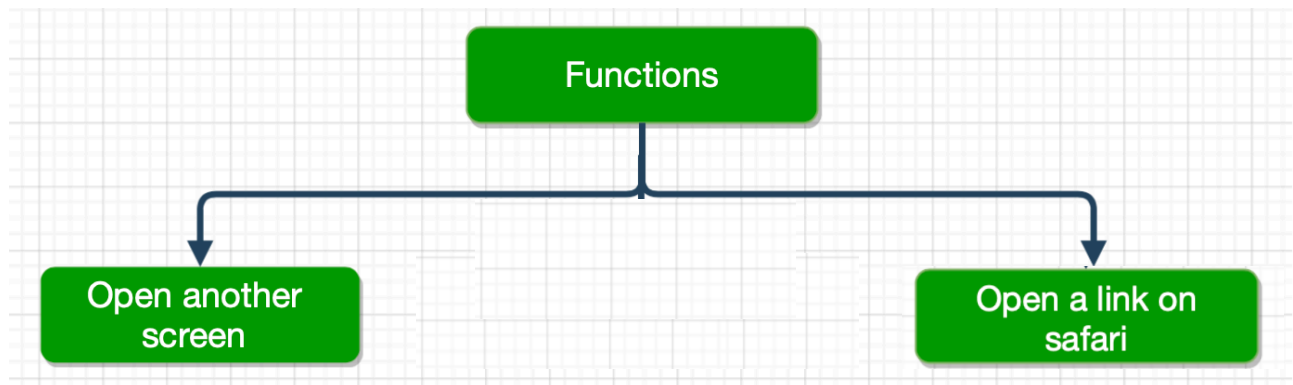 Functions
Open another
screen
Open a link on
safari